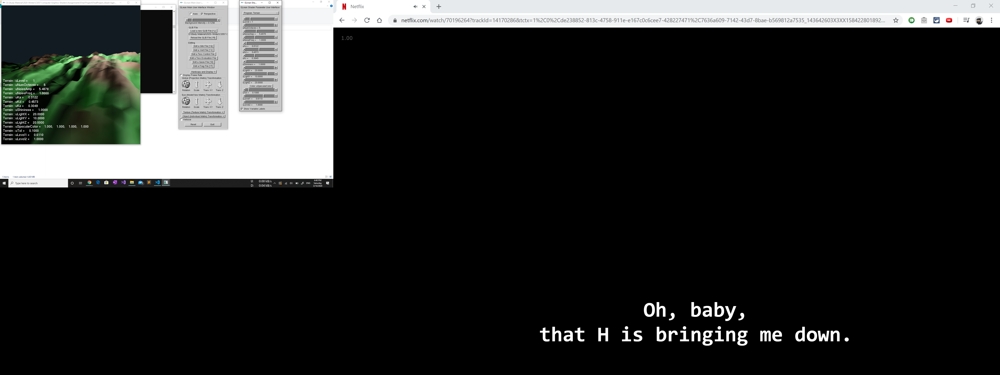 D:\Study Material\2020-Winter\CS557 Computer Graphics Shaders\Assignments\Final Project\FinalProject_Akash Agar...
Terrain : uLevel = 1
Terrain : uNumOctaves = 5
Terrain : uNoiseAmp = 5.4878
Terrain : uNoiseFreq = 1.0000
Terrain : uKa = 0.0122
Terrain : uKd = 0.4573
Terrain : uKs = 0.3049
Terrain : uShininess = 1.0000
Terrain : uLightX = 20.0000
Terrain : uLightY = 10.0000
Terrain : uLightZ = 20.0000
Terrain : uSpecularColor = 1.000, 1.000, 1.000, 1.000
Terrain : uTol = 0.1000
Terrain : uLevel1 = 0.6110
Terrain : uLevel2 = 1.0000
GLman Main User I...
GLman Main User Interface Window
Axes Perspective
Background Intensity = 0.1294
GLIB File
Load a new GLIB File [^L]
D:\Study Material\2020-Winter\CS557 C
Reload the GLIB File [^R]
Editing
Edit a Glib File [^G]
Edit a Vert File [^V]
Edit a Tess Control File
Edit a Tess Evaluation File
Edit a Geom File [^E]
Edit a Frag File [^F]
Hardcopy and Display +
Display Frame Rate
Global (Projection Matrix) Transformation
Rotation Scale Trans XY Trans Z
Eye (ModelView Matrix) Transformation
Rotation Scale Trans XY Trans Z
Texture (Texture Matrix) Transformation +
Object (Individual Matrix) Transformation +
Verbose
Reset Quit
GLman Sha...
GLman Shader Parameter User Interface
Program: Terrain
uLevel = 1
uNumOctaves = 5
uNoiseAmp = 5.4878
uNoiseFreq = 1.0000
uKa = 0.0122
uKd = 0.4573
uKs = 0.3049
uShininess = 1.0000
uLightX = 20.0000
uLightY = 10.0000
uLightZ = 20.0000
Color: uSpecularColor
uTol = 0.1000
uLevel1 = 0.6110
uLevel2 = 1.0000
Show Variable Labels
5 items 1 item selected 6.60 MB
Type here to search
U: 0.00 kB/s
D: 0.04 kB/s
ENG
4:40 PM
Saturday
3/14/2020
Netflix
netflix.com/watch/70196264?trackId=14170286&tctx=1%2C0%2Cde238852-813c-4758-911e-e167c0c6cee7-428227471%2C7636a609-7142-43d7-8bae-b569812a7535_143642603X3XX158422801892...
1.00
Oh, baby,
that H is bringing me down.